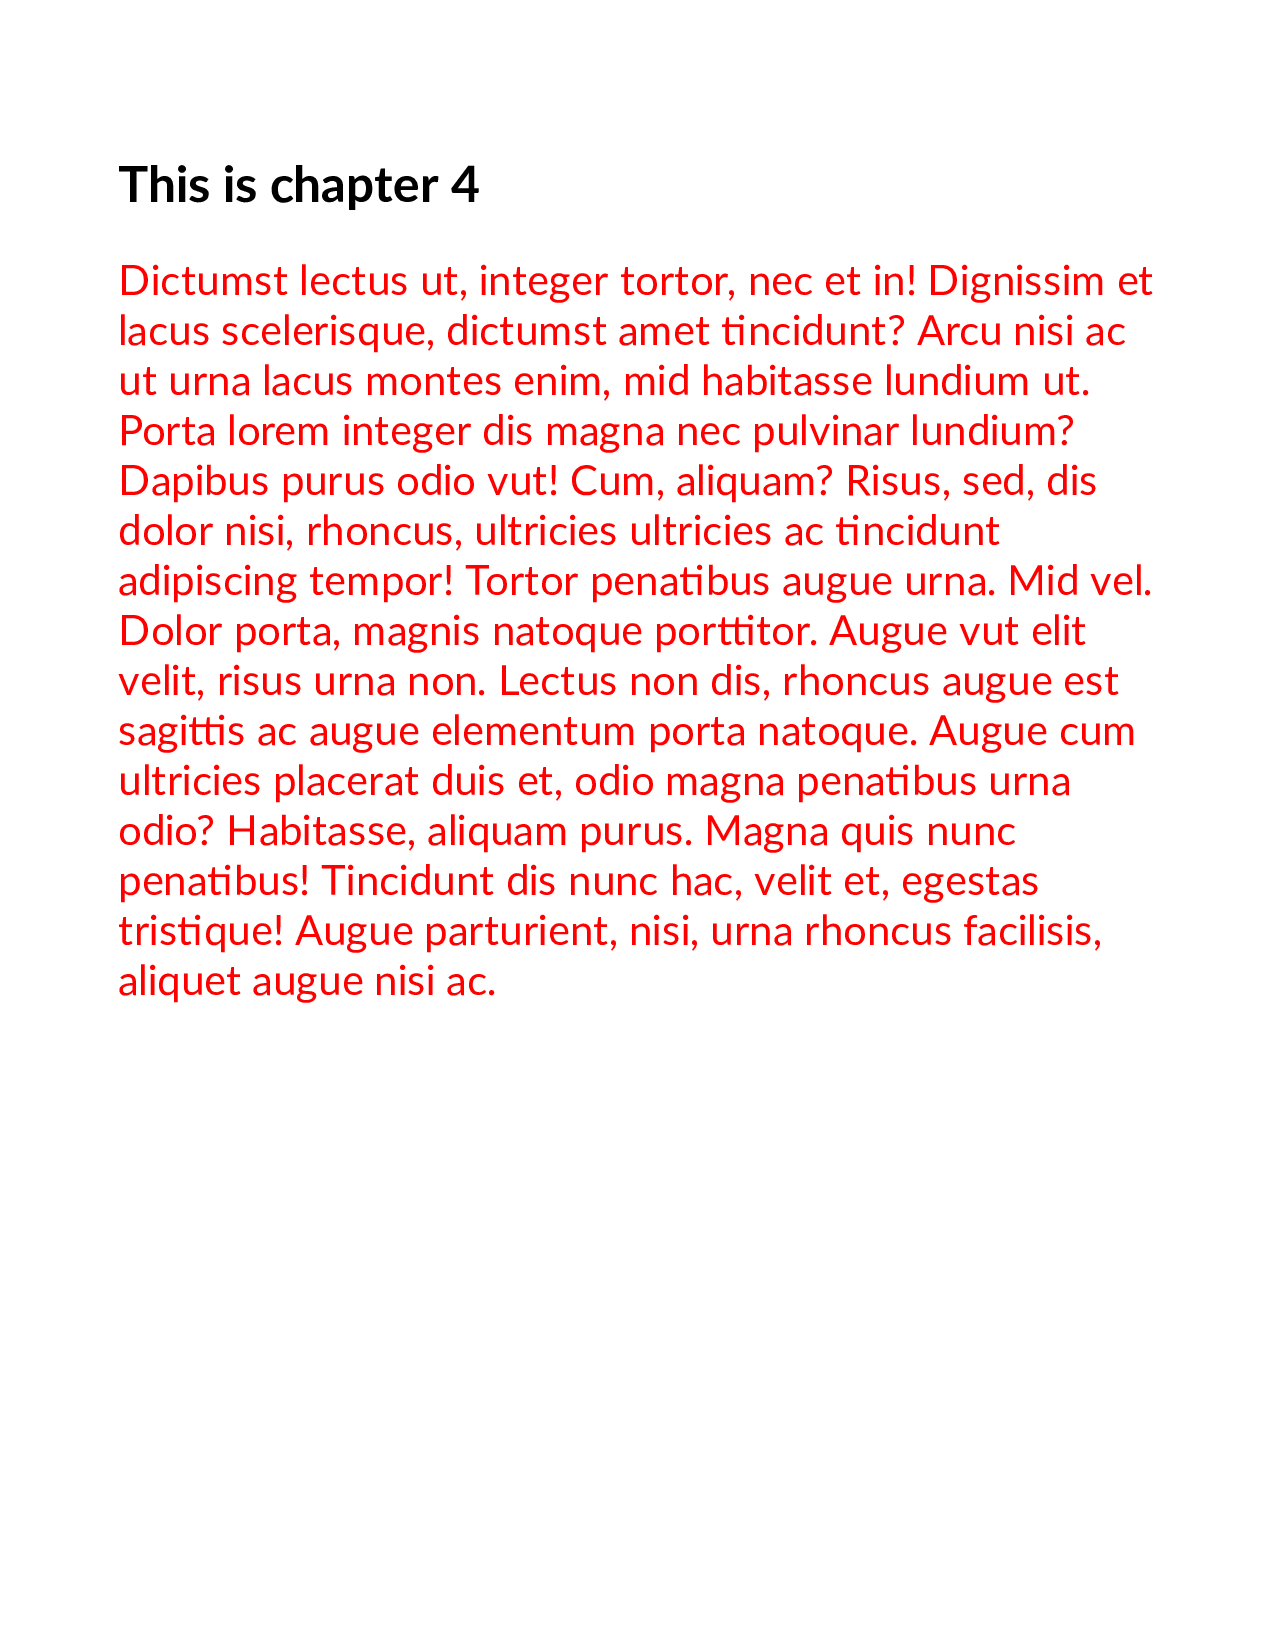 This is chapter 4
Dictumst lectus ut, integer tortor, nec et in! Dignissim et
lacus scelerisque, dictumst amet tincidunt? Arcu nisi ac
ut urna lacus montes enim, mid habitasse lundium ut.
Porta lorem integer dis magna nec pulvinar lundium?
Dapibus purus odio vut! Cum, aliquam? Risus, sed, dis
dolor nisi, rhoncus, ultricies ultricies ac tincidunt
adipiscing tempor! Tortor penatibus augue urna. Mid vel.
Dolor porta, magnis natoque porttitor. Augue vut elit
velit, risus urna non. Lectus non dis, rhoncus augue est
sagittis ac augue elementum porta natoque. Augue cum
ultricies placerat duis et, odio magna penatibus urna
odio? Habitasse, aliquam purus. Magna quis nunc
penatibus! Tincidunt dis nunc hac, velit et, egestas
tristique! Augue parturient, nisi, urna rhoncus facilisis,
aliquet augue nisi ac.